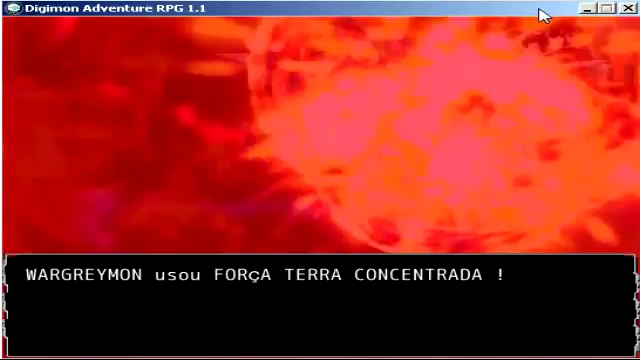 Digimon Adventure RPG 1.1
WARGREYMON usou FORçA TERRA CONCENTRADA !